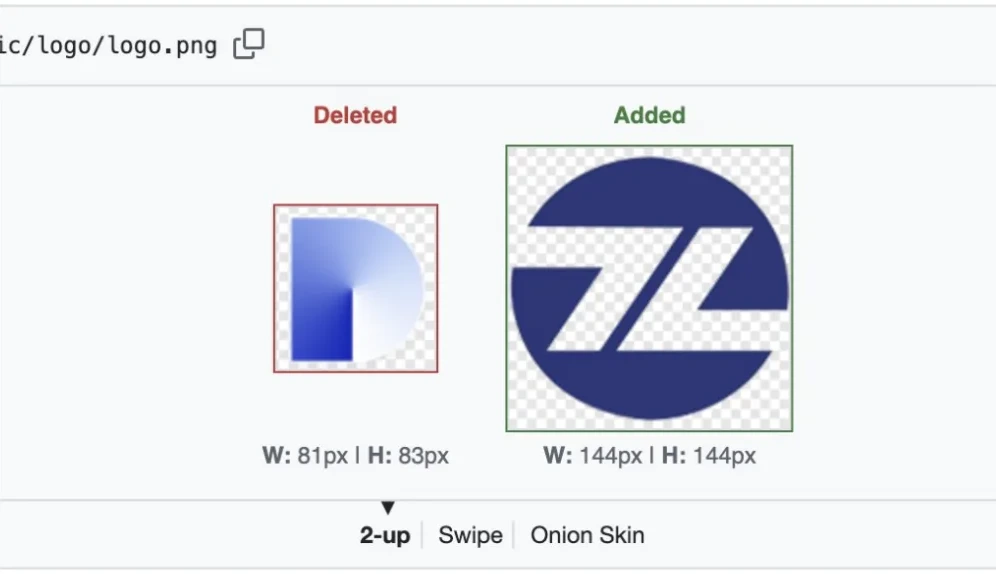 ic/logo/logo.png
Deleted
Added
W: 81px | H: 83px
W: 144px | H: 144px
2-up
Swipe
Onion Skin